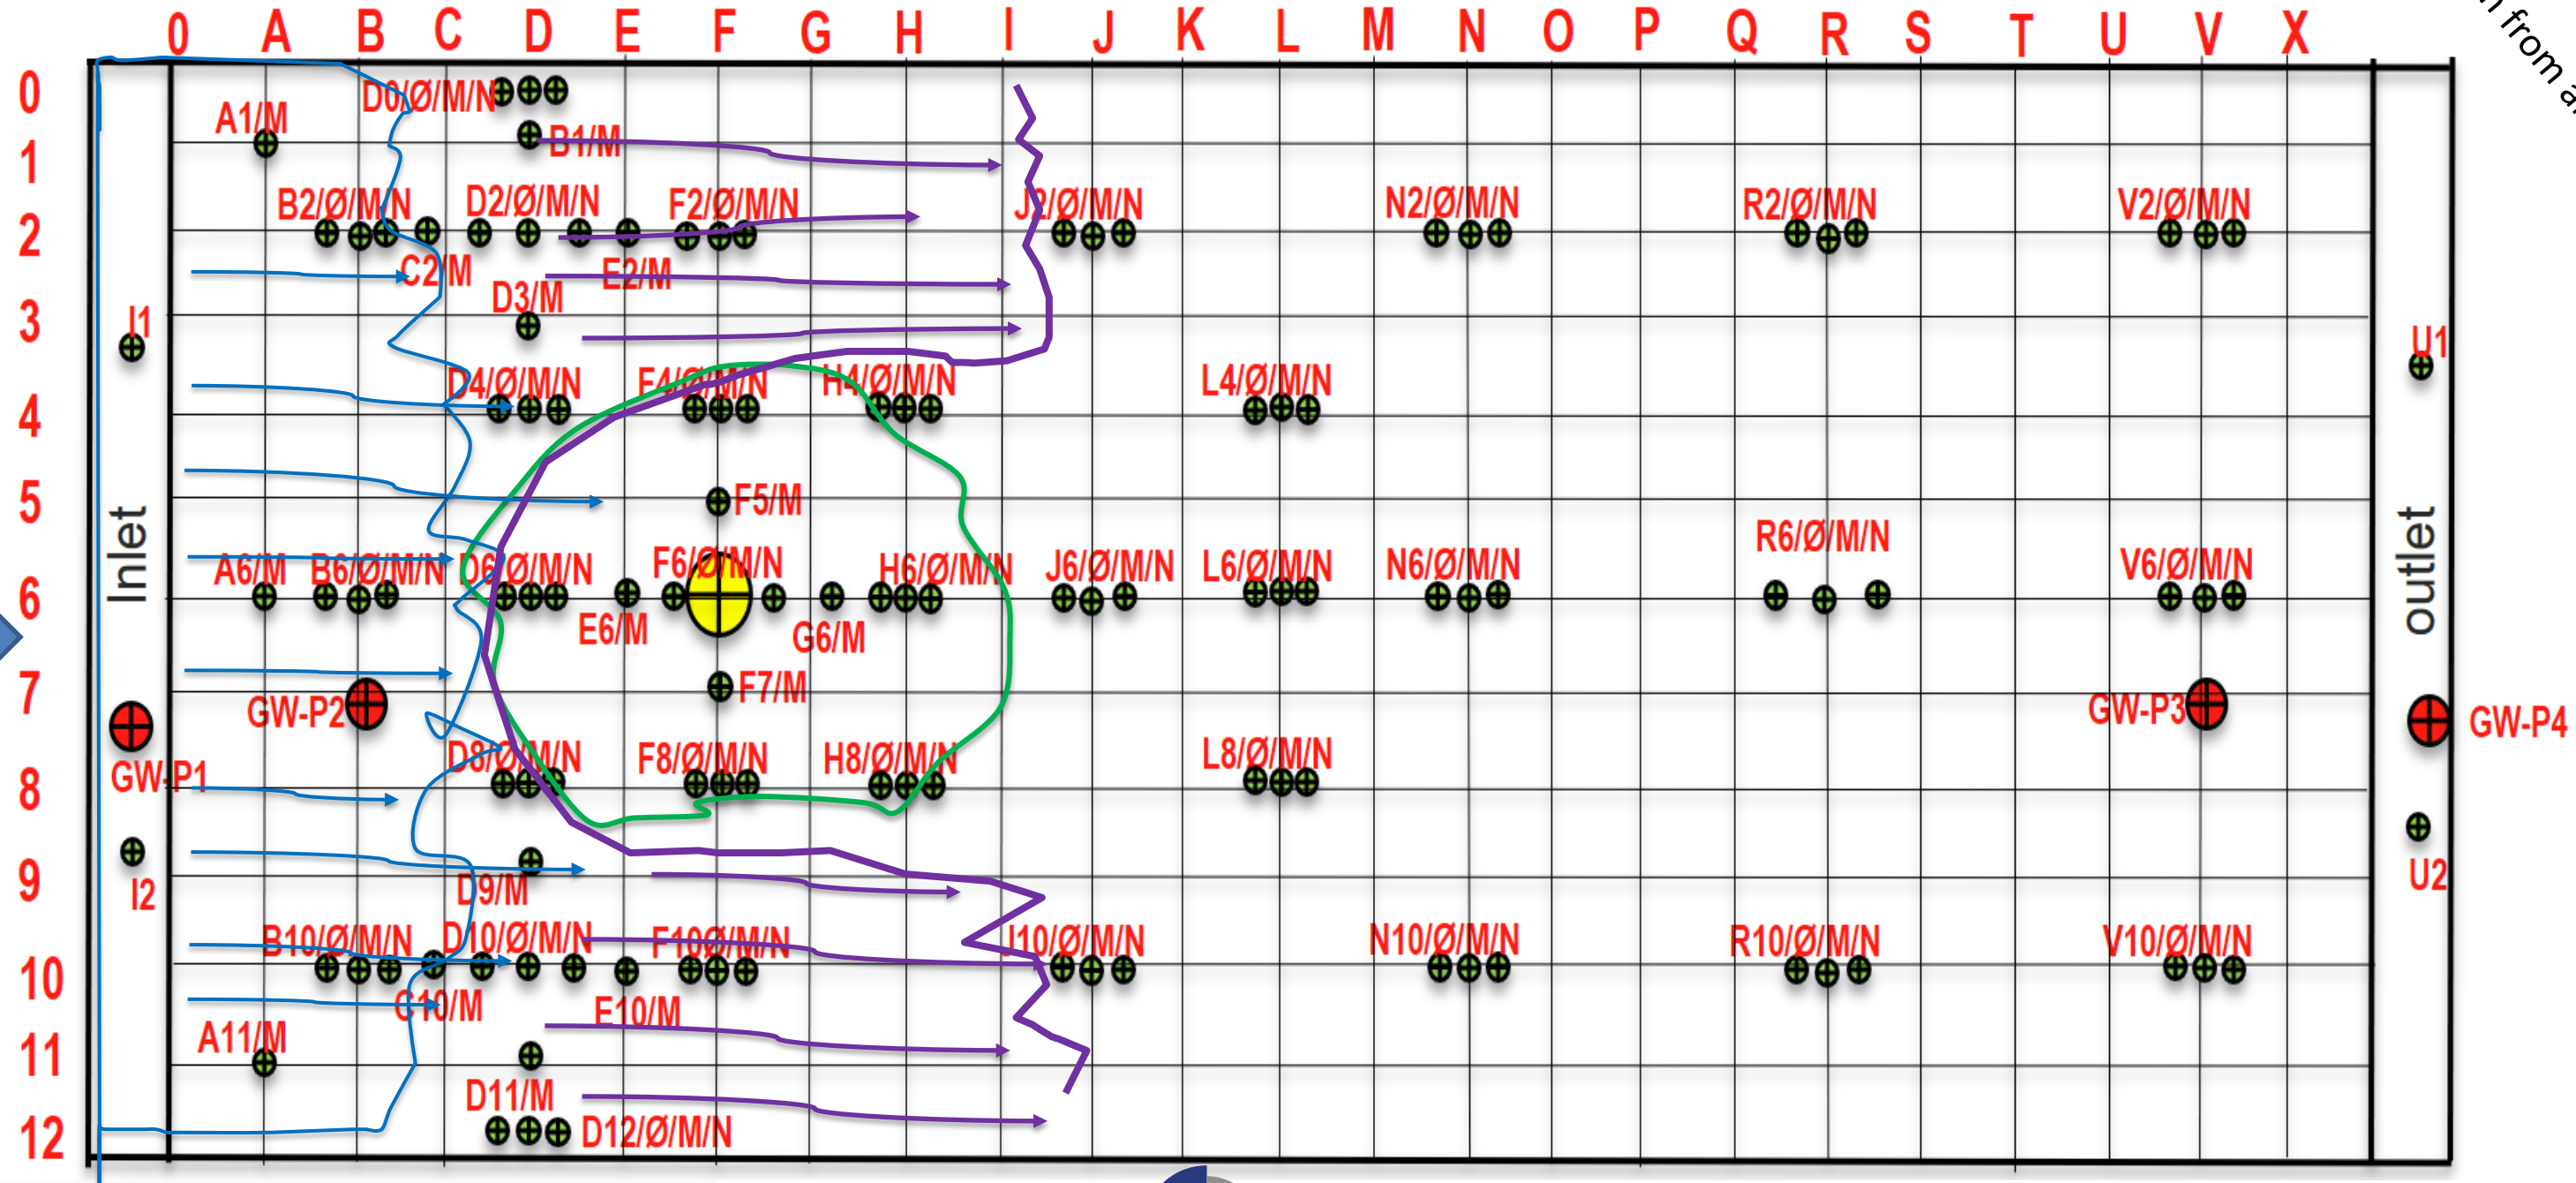 0 A B C D E F G H I J K L M N O P Q R S T U V X
n from a
0
D0/Ø/M/N
A1/M
B1/M
1
B2/Ø/M/N D2/Ø/M/N F2/Ø/M/N J2/Ø/M/N N2/Ø/M/N R2/Ø/M/N V2/Ø/M/N
2
C2/M E2/M
D3/M
I1
3
U1
D4/Ø/M/N F4/Ø/M/N H4/Ø/M/N L4/Ø/M/N
4
F5/M
5
Inlet
outlet
R6/Ø/M/N
A6/M B6/Ø/M/N D6/Ø/M/N F6/Ø/M/N H6/Ø/M/N J6/Ø/M/N L6/Ø/M/N N6/Ø/M/N V6/Ø/M/N
6
E6/M G6/M
F7/M
7
GW-P2 GW-P3 GW-P4
GW-P1
D8/Ø/M/N F8/Ø/M/N H8/Ø/M/N L8/Ø/M/N
8
9
I2 D9/M U2
B10/Ø/M/N D10/Ø/M/N F10Ø/M/N J10/Ø/M/N N10/Ø/M/N R10/Ø/M/N V10/Ø/M/N
10
C10/M E10/M
A11/M
11
D11/M
12
D12/Ø/M/N